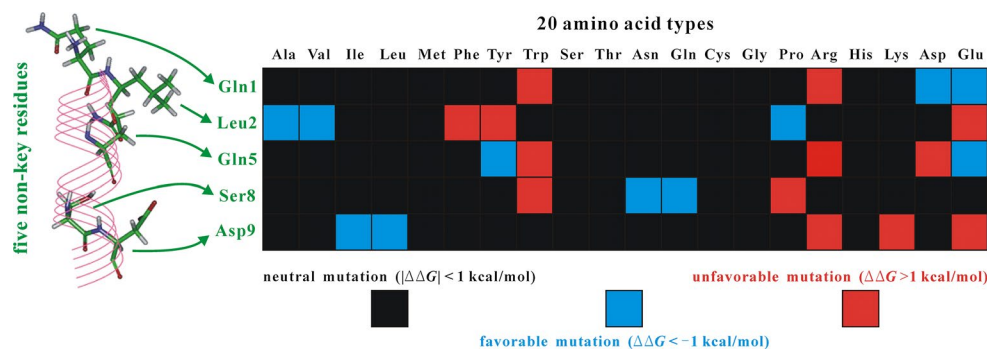 20 amino acid types
Ala Val Ile Leu Met Phe Tyr Trp Ser Thr Asn Gln Cys Gly Pro Arg His Lys Asp Glu
five non-key residues
Gln1
Leu2
Gln5
Ser8
Asp9
neutral mutation (|ΔΔG| < 1 kcal/mol)
unfavorable mutation (ΔΔG >1 kcal/mol)
favorable mutation (ΔΔG < −1 kcal/mol)